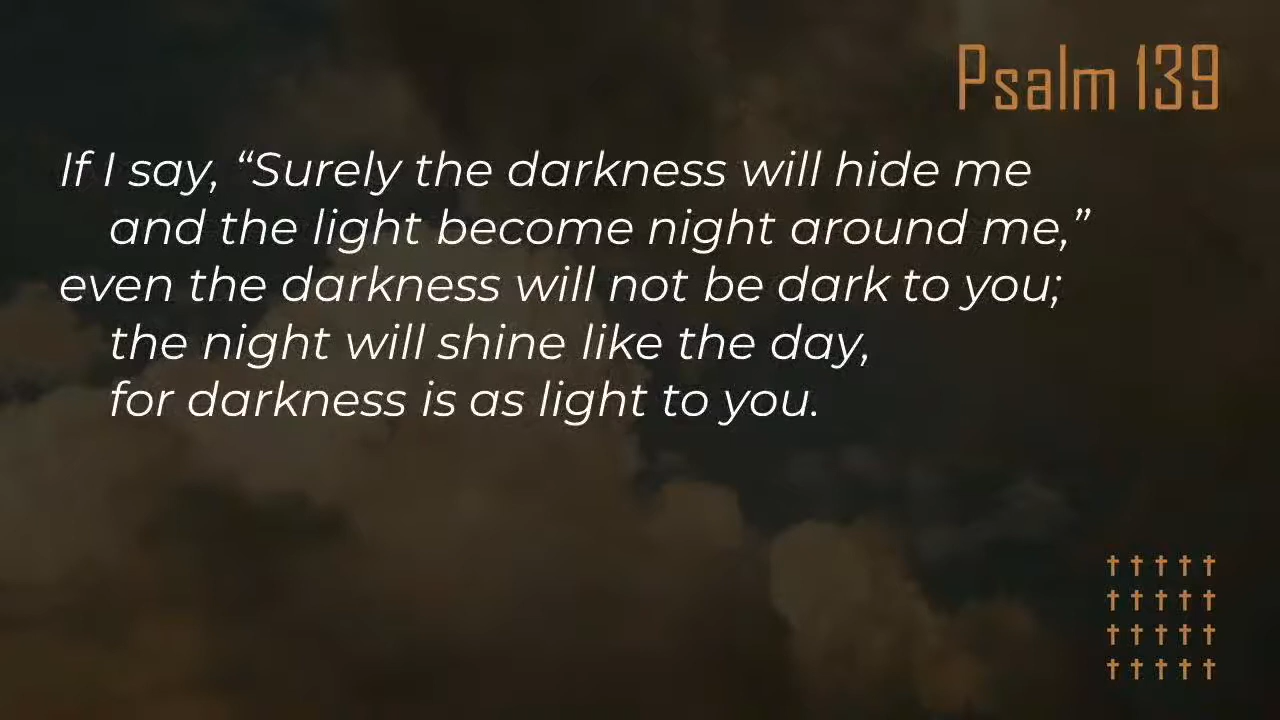 Psalm 139
If I say, “Surely the darkness will hide me
and the light become night around me,”
even the darkness will not be dark to you;
the night will shine like the day,
for darkness is as light to you.